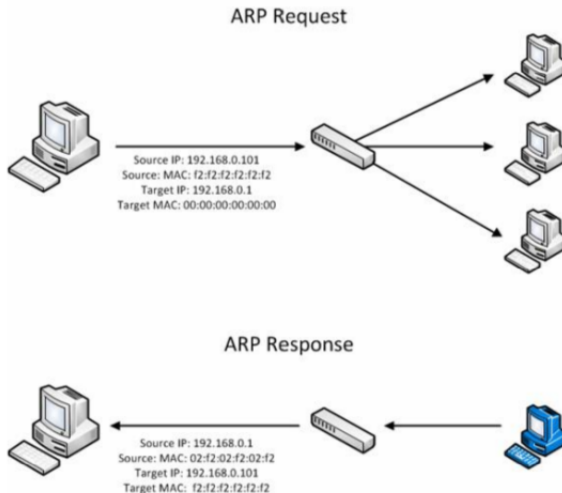 ARP Request
Source IP: 192.168.0.101
Source: MAC: f2:f2:f2:f2:f2:f2
Target IP: 192.168.0.1
Target MAC: 00:00:00:00:00:00
ARP Response
Source IP: 192.168.0.1
Source: MAC: 02:f2:02:f2:02:f2
Target IP: 192.168.0.101
Target MAC: f2:f2:f2:f2:f2:f2